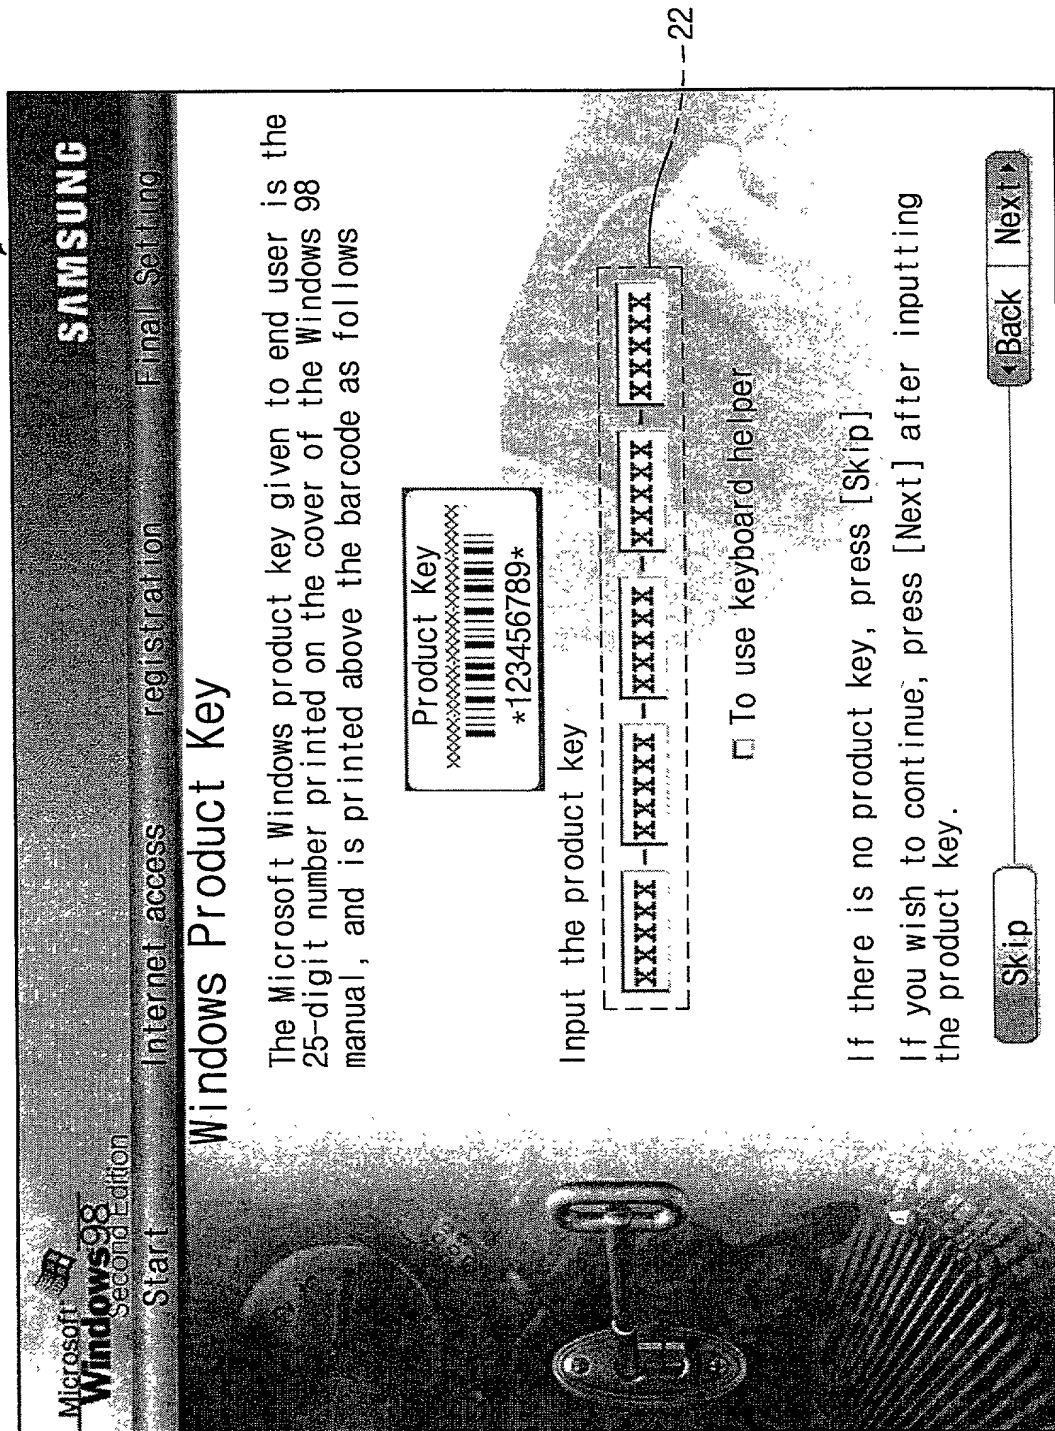 Microsoft
Windows98
Second Edition
SAMSUNG
Start Internet access registration Final Setting
Windows Product Key
The Microsoft Windows product key given to end user is the
25-digit number printed on the cover of the Windows 98
manual, and is printed above the barcode as follows
Product Key
xxxxxxxxxxxxxxxxxxxxxxxxx
*123456789*
Input the product key
XXXXX - XXXXX - XXXXX - XXXXX - XXXXX
22
To use keyboard helper
If there is no product key, press [Skip]
If you wish to continue, press [Next] after inputting
the product key.
Skip Back Next